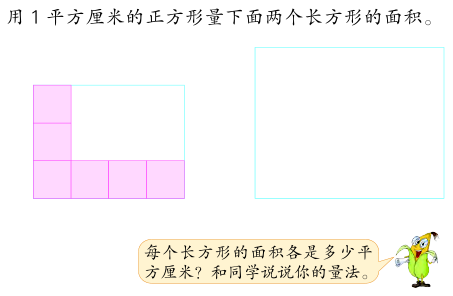 用1平方厘米的正方形量下面两个长方形的面积。
每个长方形的面积各是多少平
方厘米？和同学说说你的量法。